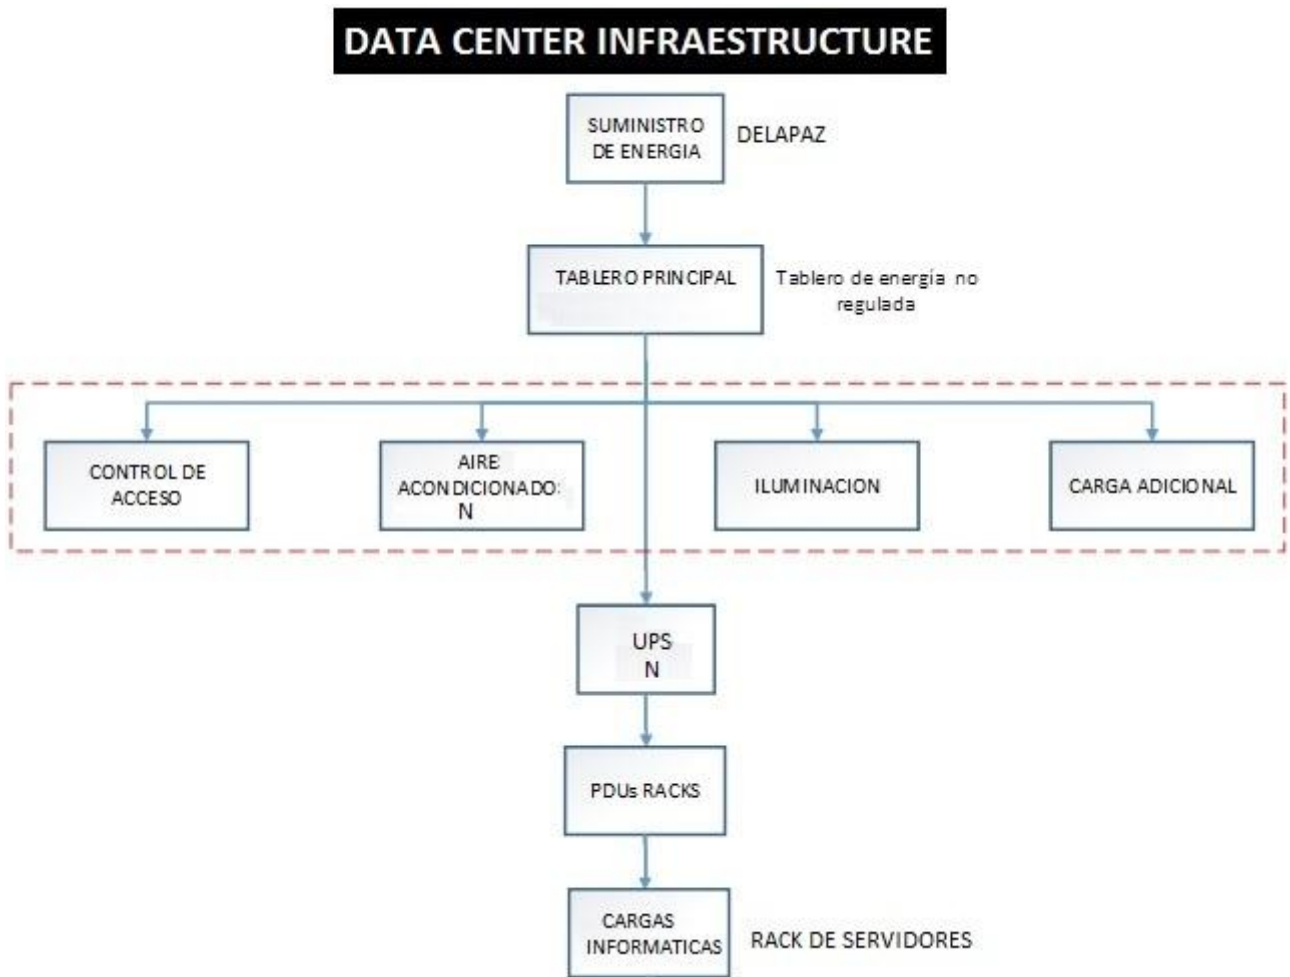 DATA CENTER INFRAESTRUCTURE
SUMINISTRO
DE ENERGIA
DELAPAZ
TABLERO PRINCIPAL
Tablero de energía no
regulada
CONTROL DE
ACCESO
AIRE
ACONDICIONADO:
N
ILUMINACION
CARGA ADICIONAL
UPS
N
PDUs RACKS
CARGAS
INFORMATICAS
RACK DE SERVIDORES